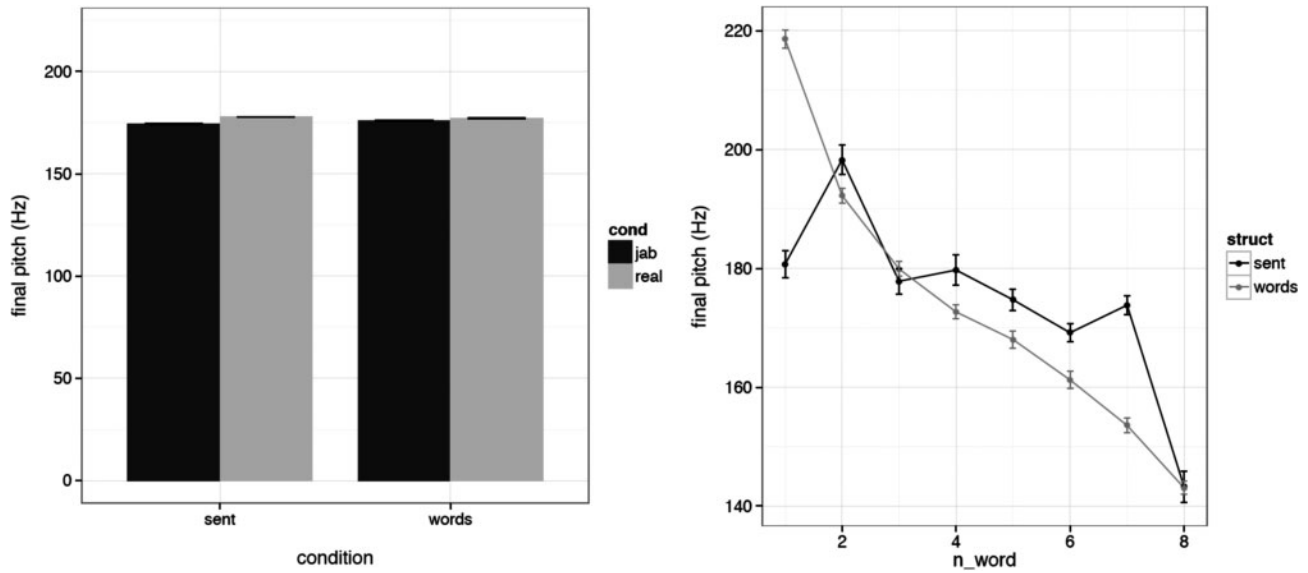 final pitch (Hz)
200
150
100
50
0
sent
words
condition
cond
jab
real
final pitch (Hz)
220
200
180
160
140
2
4
6
8
n_word
struct
sent
words